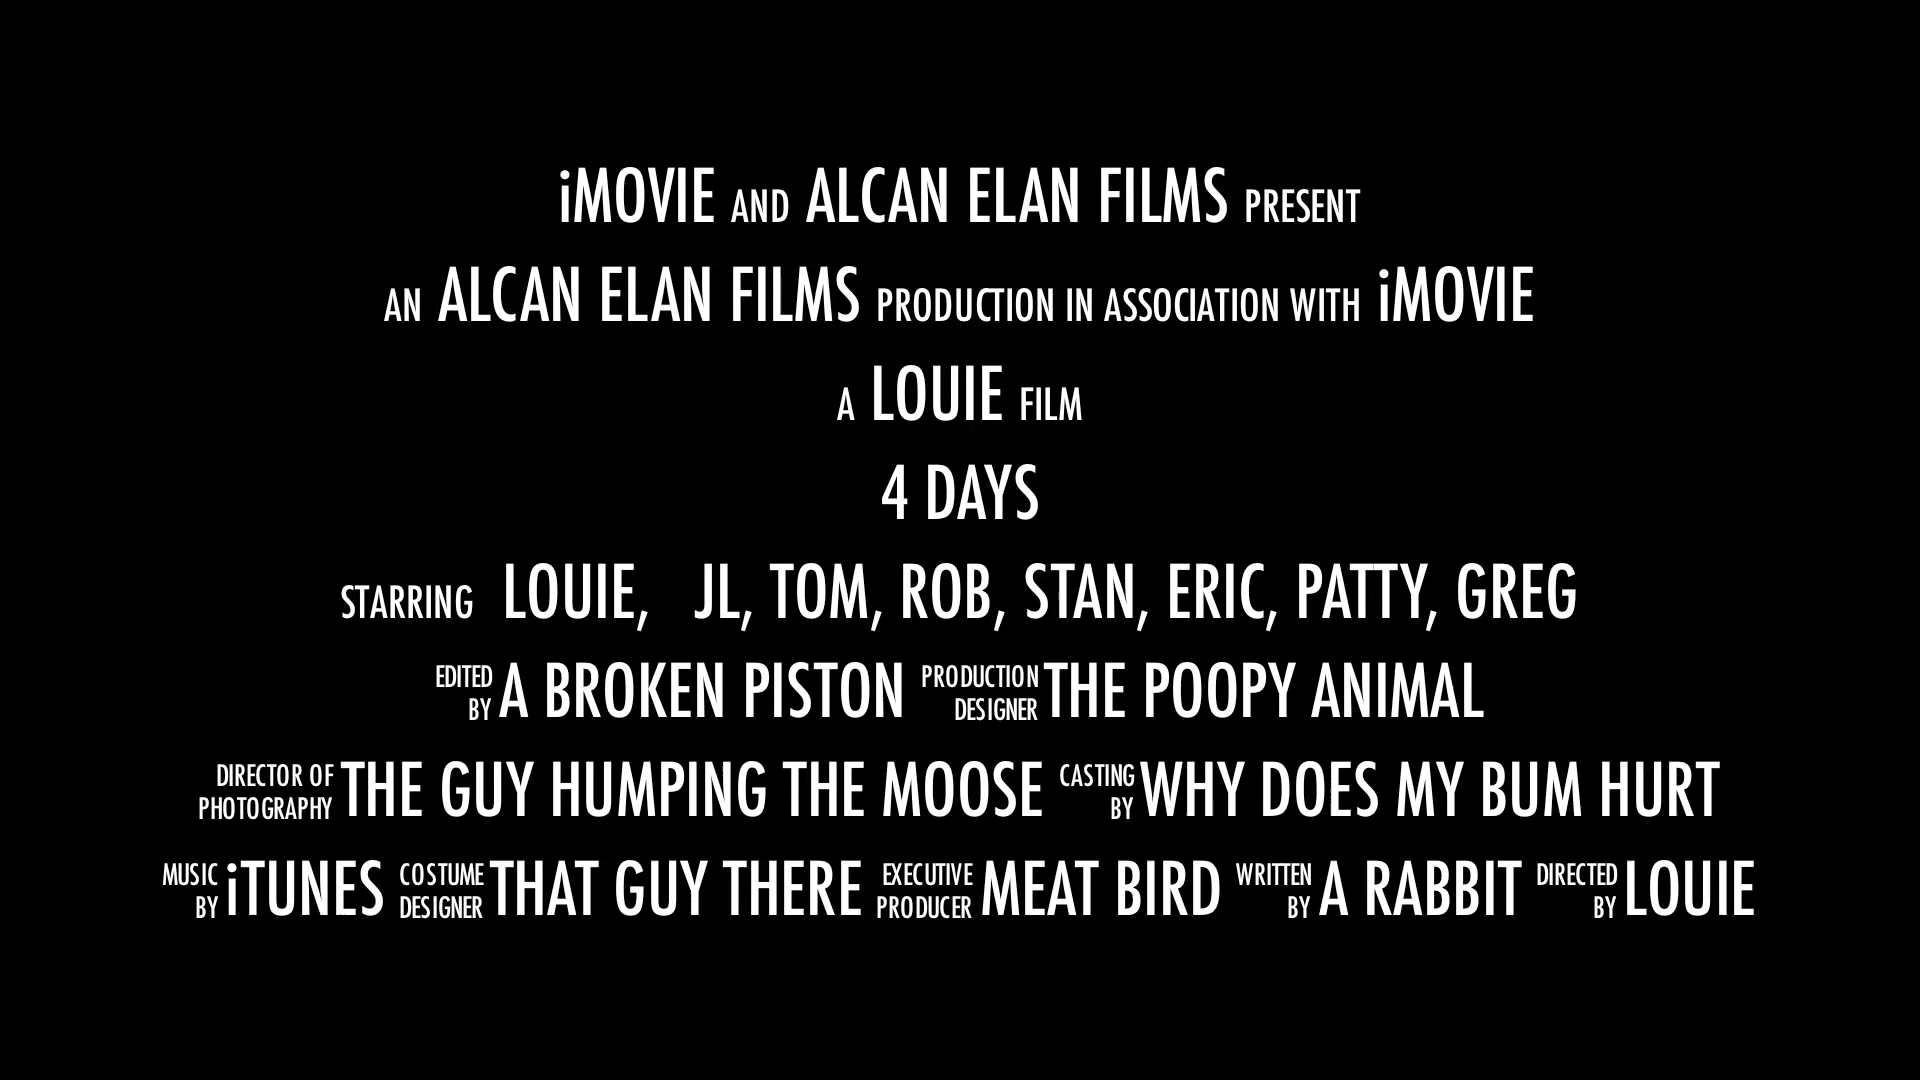 iMOVIE AND ALCAN ELAN FILMS PRESENT
AN ALCAN ELAN FILMS PRODUCTION IN ASSOCIATION WITH iMOVIE
A LOUIE FILM
4 DAYS
STARRING LOUIE, JL, TOM, ROB, STAN, ERIC, PATTY, GREG
EDITED BY A BROKEN PISTON PRODUCTION DESIGNER THE POOPY ANIMAL
DIRECTOR OF PHOTOGRAPHY THE GUY HUMPING THE MOOSE CASTING BY WHY DOES MY BUM HURT
MUSIC BY iTUNES COSTUME DESIGNER THAT GUY THERE EXECUTIVE PRODUCER MEAT BIRD WRITTEN BY A RABBIT DIRECTED BY LOUIE